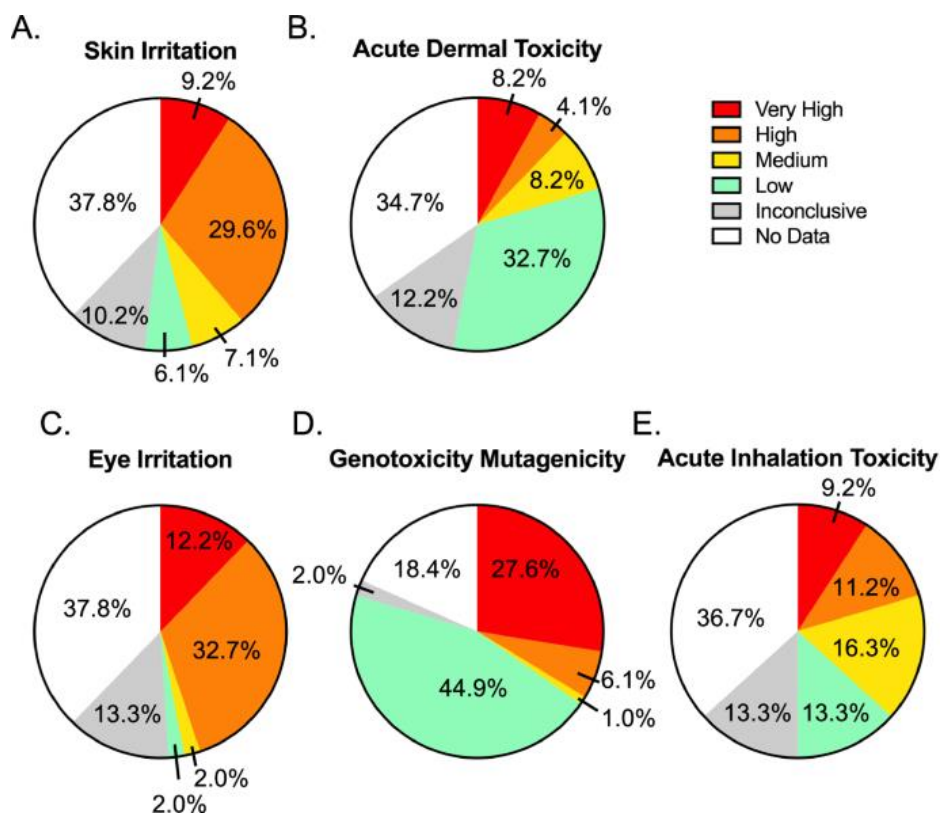 A.
Skin Irritation
9.2%
29.6%
7.1%
6.1%
10.2%
37.8%
B.
Acute Dermal Toxicity
8.2%
4.1%
8.2%
32.7%
12.2%
34.7%
Very High
High
Medium
Low
Inconclusive
No Data
C.
Eye Irritation
12.2%
32.7%
2.0%
2.0%
13.3%
37.8%
D.
Genotoxicity Mutagenicity
27.6%
6.1%
1.0%
44.9%
2.0%
18.4%
E.
Acute Inhalation Toxicity
9.2%
11.2%
16.3%
13.3%
13.3%
36.7%